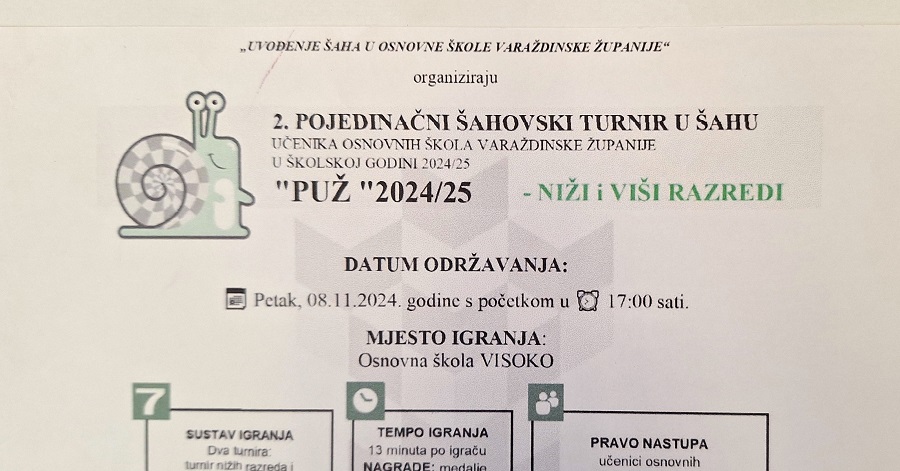 „UVOĐENJE ŠAHA U OSNOVNE ŠKOLE VARAŽDINSKE ŽUPANIJE“
organiziraju
2. POJEDINAČNI ŠAHOVSKI TURNIR U ŠAHU
UČENIKA OSNOVNIH ŠKOLA VARAŽDINSKE ŽUPANIJE
U ŠKOLSKOJ GODINI 2024/25
"PUŽ "2024/25 - NIŽI i VIŠI RAZREDI
DATUM ODRŽAVANJA:
Petak, 08.11.2024. godine s početkom u 17:00 sati.
MJESTO IGRANJA:
Osnovna škola VISOKO
7
SUSTAV IGRANJA
Dva turnira:
turnir nižih razreda i
TEMPO IGRANJA
13 minuta po igraču
NAGRADE: medalje
PRAVO NASTUPA
učenici osnovnih